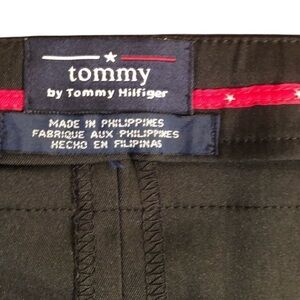 tommy
by Tommy Hilfiger
MADE IN PHILIPPINES
FABRIQUE AUX PHILIPPINES
HECHO EN FILIPINAS